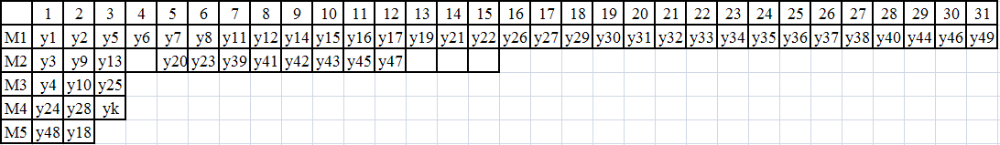 1 2 3 4 5 6 7 8 9 10 11 12 13 14 15 16 17 18 19 20 21 22 23 24 25 26 27 28 29 30 31
M1 y1 y2 y5 y6 y7 y8 y11 y12 y14 y15 y16 y17 y19 y21 y22 y26 y27 y29 y30 y31 y32 y33 y34 y35 y36 y37 y38 y40 y44 y46 y49
M2 y3 y9 y13 y20 y23 y39 y41 y42 y43 y45 y47
M3 y4 y10 y25
M4 y24 y28 yk
M5 y48 y18